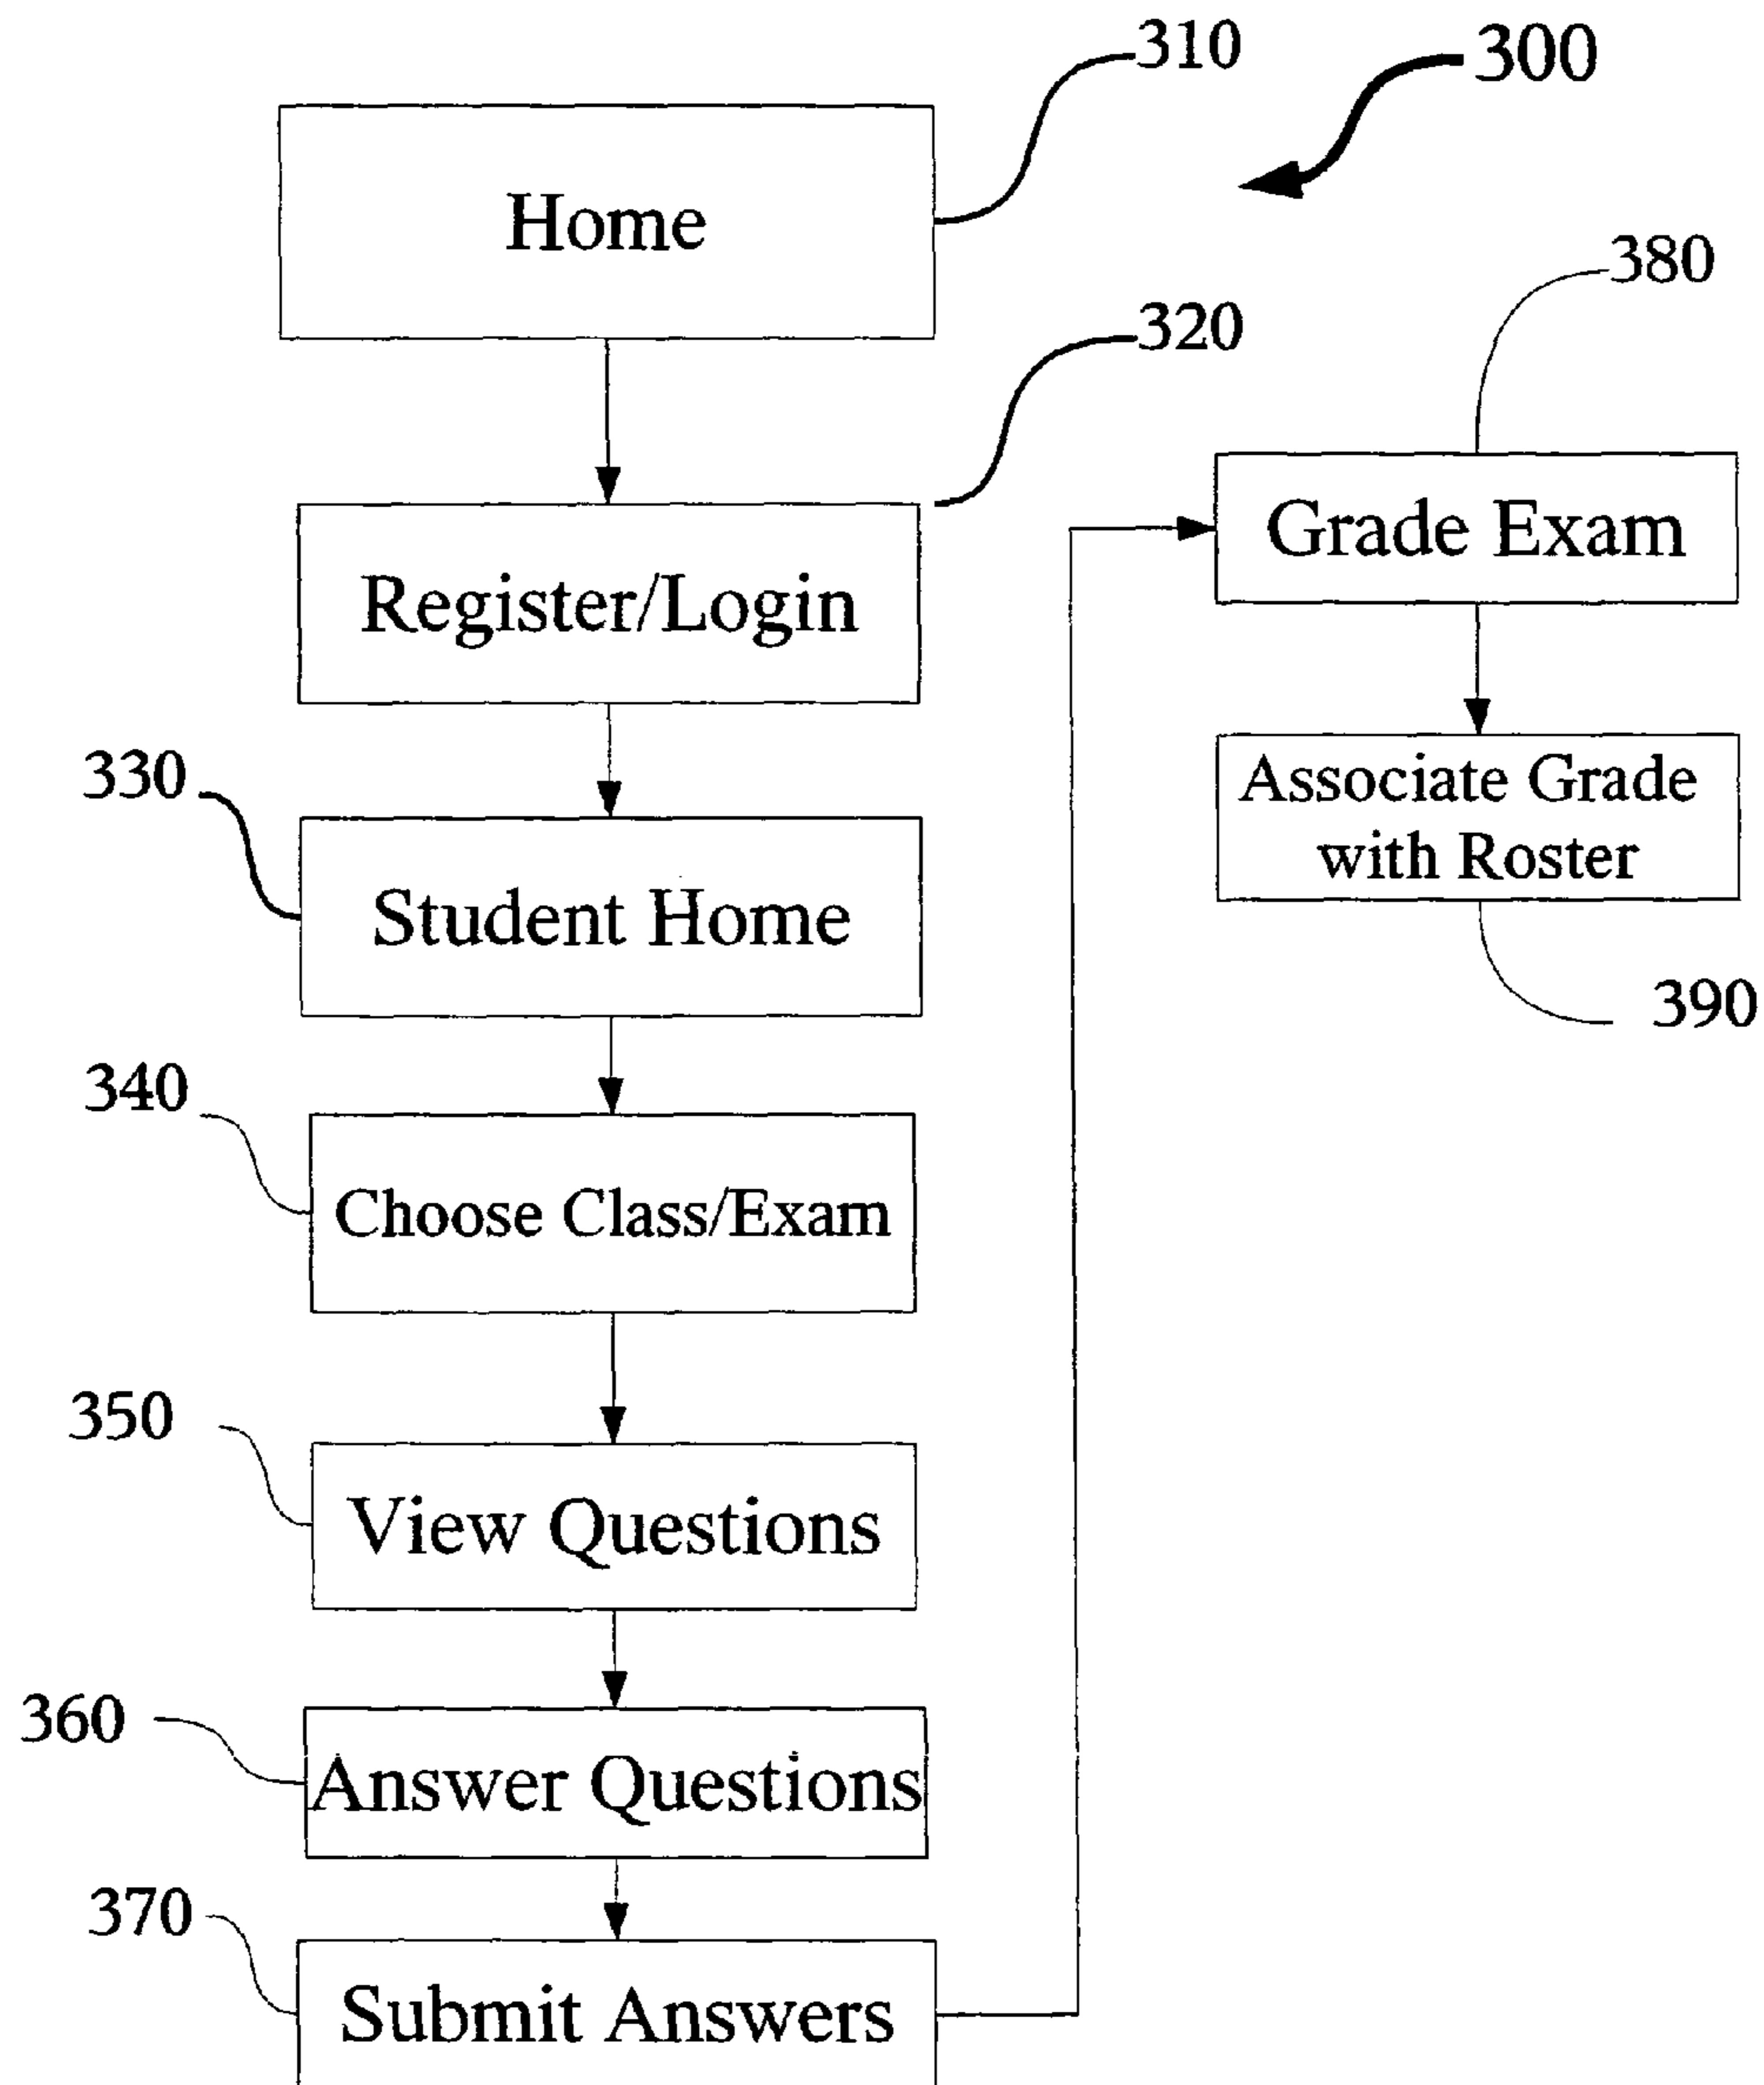 310
300
Home
380
320
Grade Exam
Register/Login
330
Associate Grade
with Roster
Student Home
390
340
Choose Class/Exam
350
View Questions
360
Answer Questions
370
Submit Answers